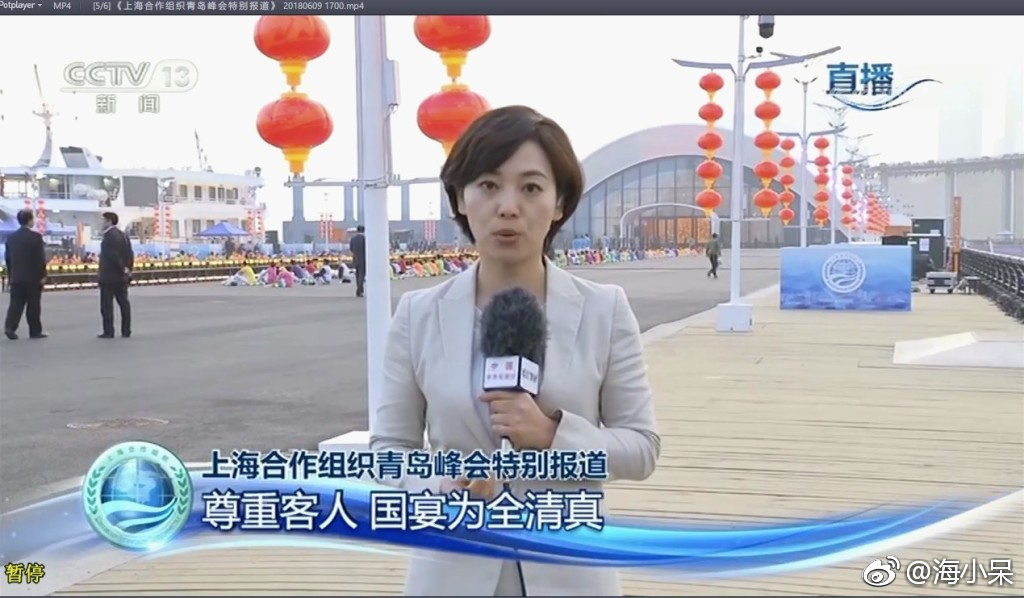 Potplayer
MP4
[5/6]《上海合作组织青岛峰会特别报道》 20180609 1700.mp4
CCTV 13
新闻
直播
上海合作组织青岛峰会特别报道
尊重客人 国宴为全清真
暂停
@海小呆